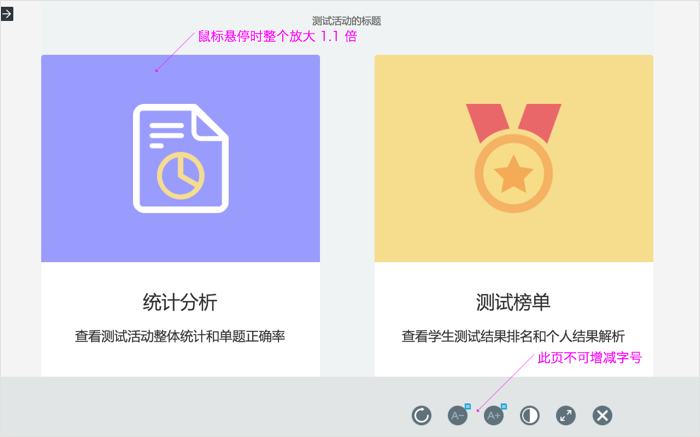 测试活动的标题
鼠标悬停时整个放大 1.1 倍
统计分析
测试榜单
查看测试活动整体统计和单题正确率
查看学生测试结果排名和个人结果解析
此页不可增减字号
A−
A+